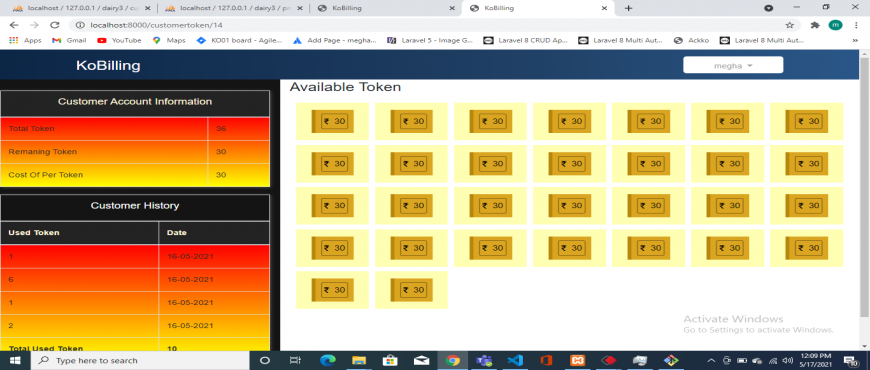 localhost / 127.0.0.1 / dairy3 / cu
localhost / 127.0.0.1 / dairy3 / pe
KoBilling
KoBilling
localhost:8000/customertoken/14
m
Apps
Gmail
YouTube
Maps
KO01 board - Agile...
Add Page - megha...
Laravel 5 - Image G...
Laravel 8 CRUD Ap...
Laravel 8 Multi Aut...
Ackko
Laravel 8 Multi Aut...
KoBilling
megha
Available Token
Customer Account Information
Total Token 36
Remaning Token 30
Cost Of Per Token 30
Customer History
Used Token Date
1 16-05-2021
6 16-05-2021
1 16-05-2021
2 16-05-2021
Total Used Token 10
₹ 30 ₹ 30 ₹ 30 ₹ 30 ₹ 30 ₹ 30 ₹ 30
₹ 30 ₹ 30 ₹ 30 ₹ 30 ₹ 30 ₹ 30 ₹ 30
₹ 30 ₹ 30 ₹ 30 ₹ 30 ₹ 30 ₹ 30 ₹ 30
₹ 30 ₹ 30 ₹ 30 ₹ 30 ₹ 30 ₹ 30 ₹ 30
₹ 30 ₹ 30
Activate Windows
Go to Settings to activate Windows.
Type here to search
12:09 PM
5/17/2021